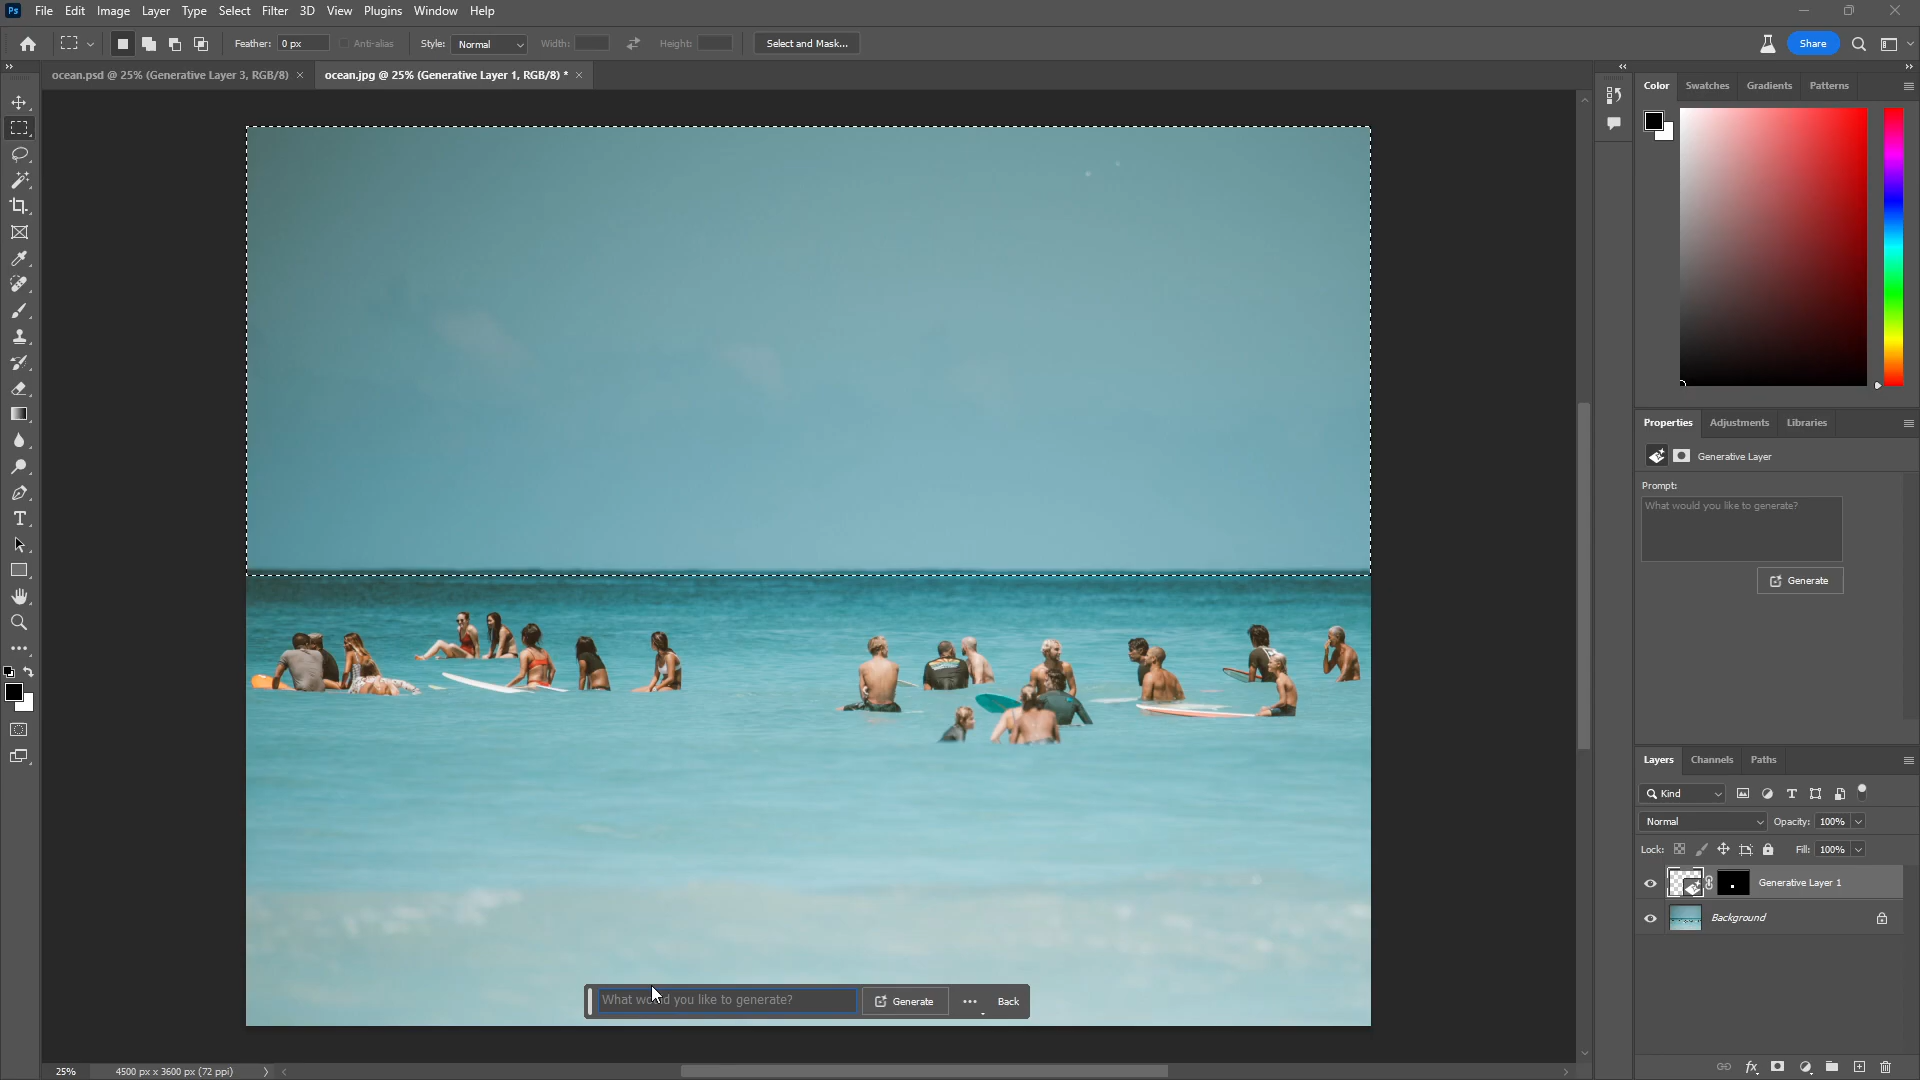 Ps File Edit Image Layer Type Select Filter 3D View Plugins Window Help
Feather: 0 px Anti-alias Style: Normal Width: Height: Select and Mask... Share
ocean.psd @ 25% (Generative Layer 3, RGB/8) × ocean.jpg @ 25% (Generative Layer 1, RGB/8) * ×
Color Swatches Gradients Patterns
Properties Adjustments Libraries
Generative Layer
Prompt:
What would you like to generate?
Generate
Layers Channels Paths
Kind
Normal Opacity: 100%
Lock: Fill: 100%
Generative Layer 1
Background
What would you like to generate? Generate ... Back
25% 4500 px x 3600 px (72 ppi)